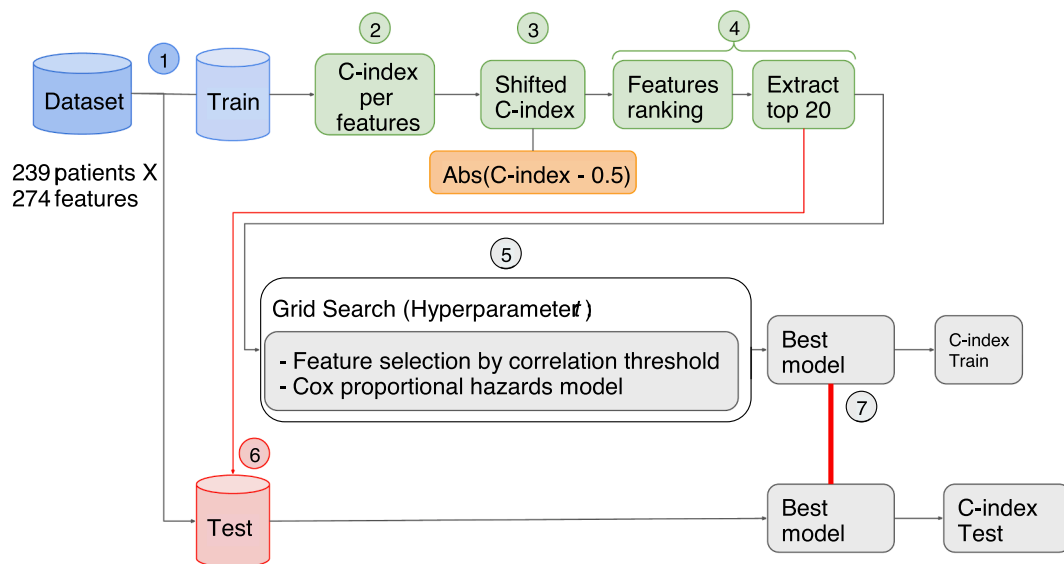 1
2
3
4
Dataset
Train
C-index
per
features
Shifted
C-index
Features
ranking
Extract
top 20
239 patients X
274 features
Abs(C-index - 0.5)
5
Grid Search (Hyperparameter t)
- Feature selection by correlation threshold
- Cox proportional hazards model
Best
model
C-index
Train
7
6
Test
Best
model
C-index
Test